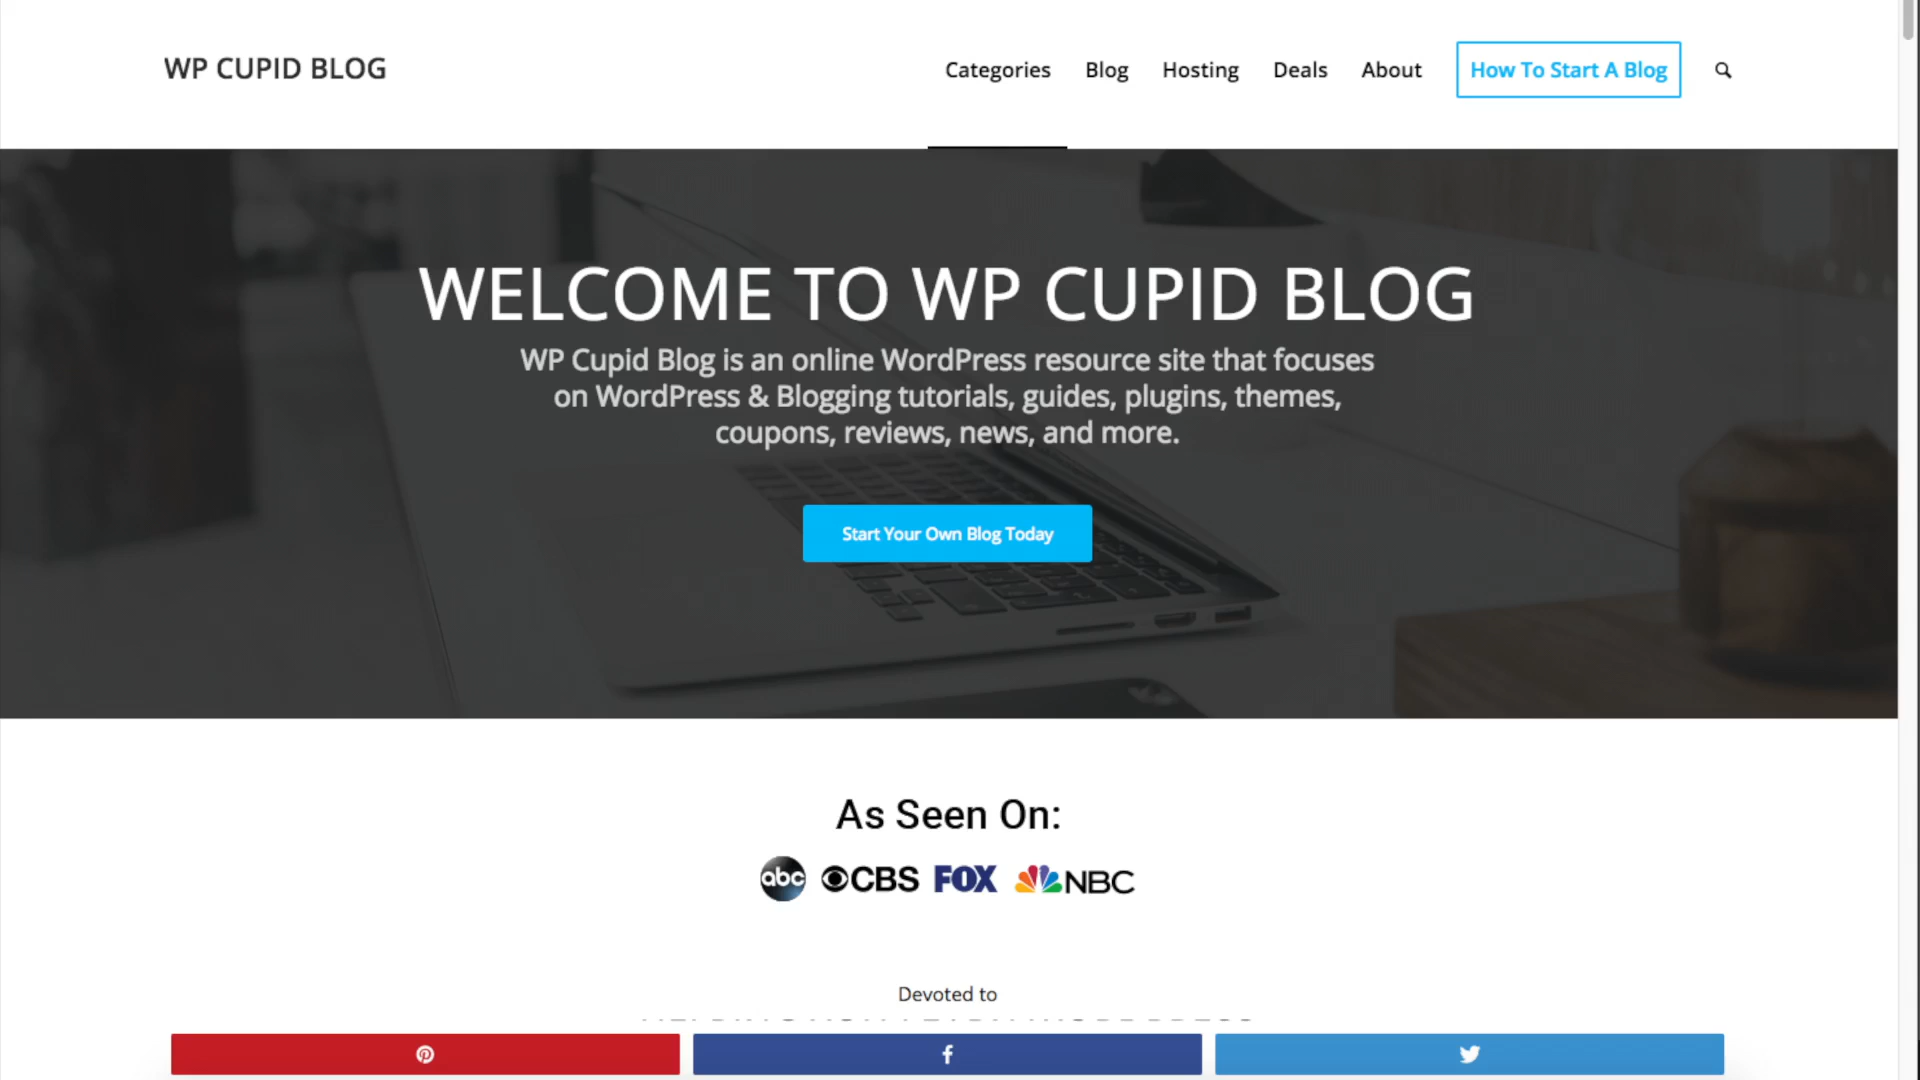 WP CUPID BLOG
Categories Blog Hosting Deals About How To Start A Blog
WELCOME TO WP CUPID BLOG
WP Cupid Blog is an online WordPress resource site that focuses
on WordPress & Blogging tutorials, guides, plugins, themes,
coupons, reviews, news, and more.
Start Your Own Blog Today
As Seen On:
abc CBS FOX NBC
Devoted to